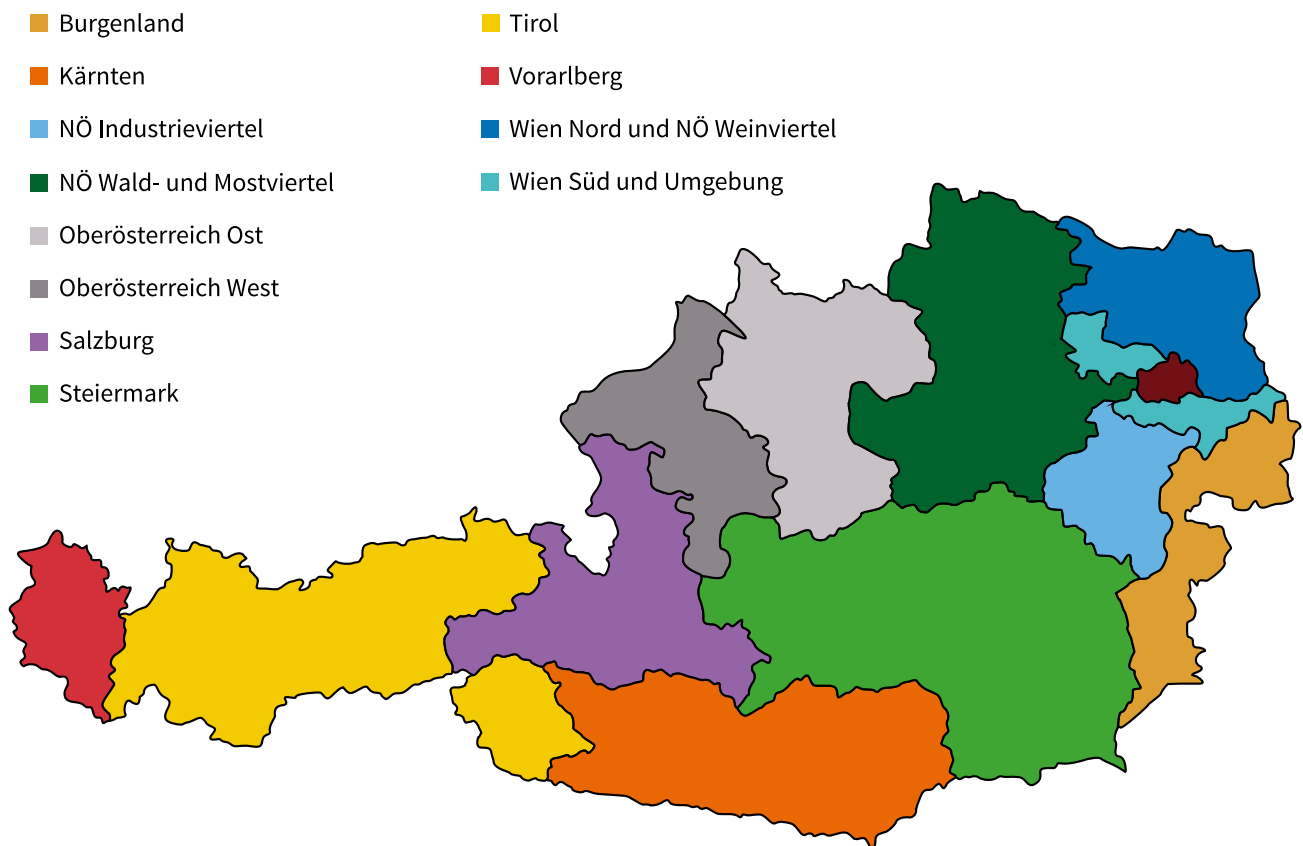 Burgenland
Kärnten
NÖ Industrieviertel
NÖ Wald- und Mostviertel
Oberösterreich Ost
Oberösterreich West
Salzburg
Steiermark
Tirol
Vorarlberg
Wien Nord und NÖ Weinviertel
Wien Süd und Umgebung